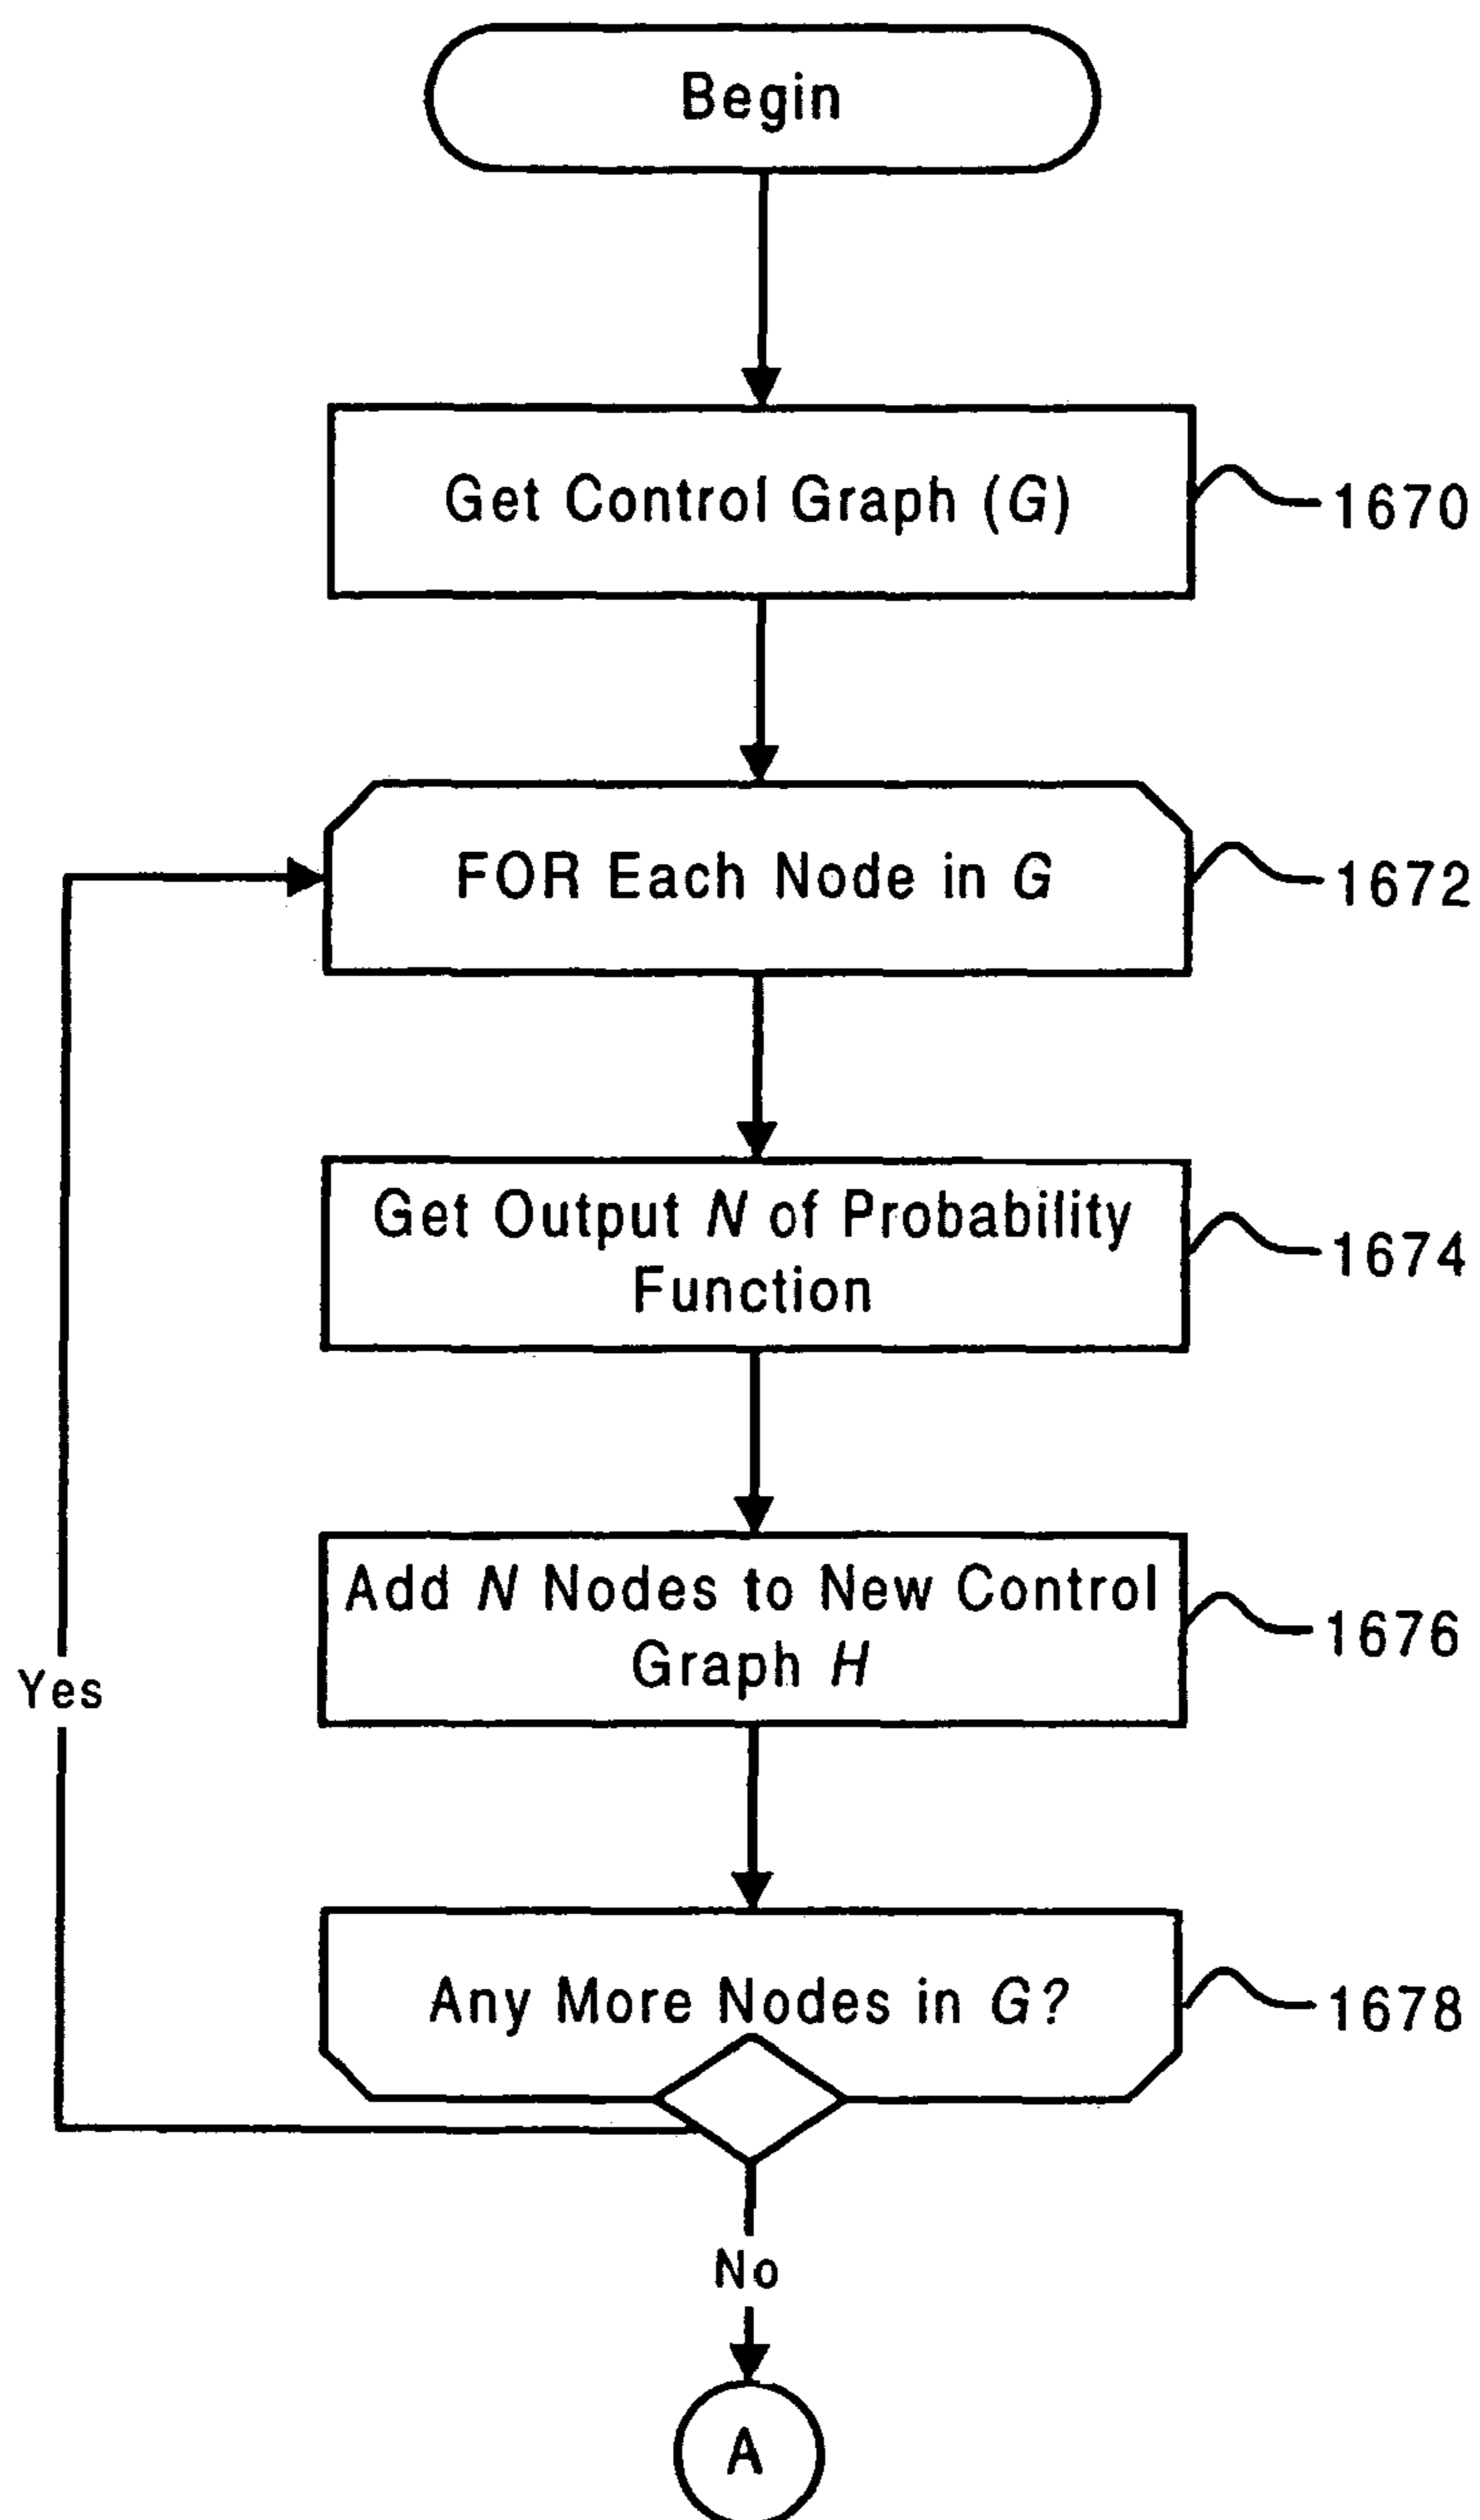 Begin
Get Control Graph (G)
1670
FOR Each Node in G
1672
Get Output N of Probability
Function
1674
Add N Nodes to New Control
Graph H
1676
Yes
Any More Nodes in G?
1678
No
A